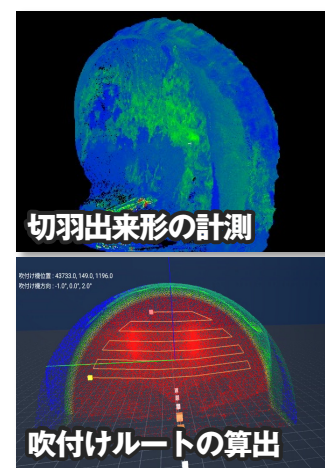 切羽出来形の計測
吹付け機位置 : 43733.0, 149.0, 1196.0
吹付け機方向 : -1.0°, 0.0°, 2.0°
吹付けルートの算出